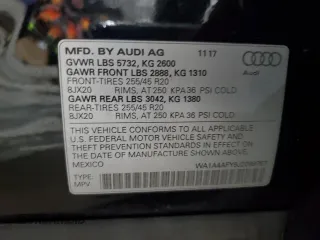 MFD. BY AUDI AG 11 17
GVWR LBS 5732, KG 2600
GAWR FRONT LBS 2888, KG 1310
FRONT-TIRES 255/45 R20
8JX20 RIMS, AT 250 KPA 36 PSI COLD
GAWR REAR LBS 3042, KG 1380
REAR-TIRES 255/45 R20
8JX20 RIMS, AT 250 KPA 36 PSI COLD
Audi
THIS VEHICLE CONFORMS TO ALL APPLICABLE
U.S. FEDERAL MOTOR VEHICLE SAFETY AND
THEFT PREVENTION STANDARDS IN EFFECT ON
THE DATE OF MANUFACTURE SHOWN ABOVE.
MEXICO
TYPE:
MPV